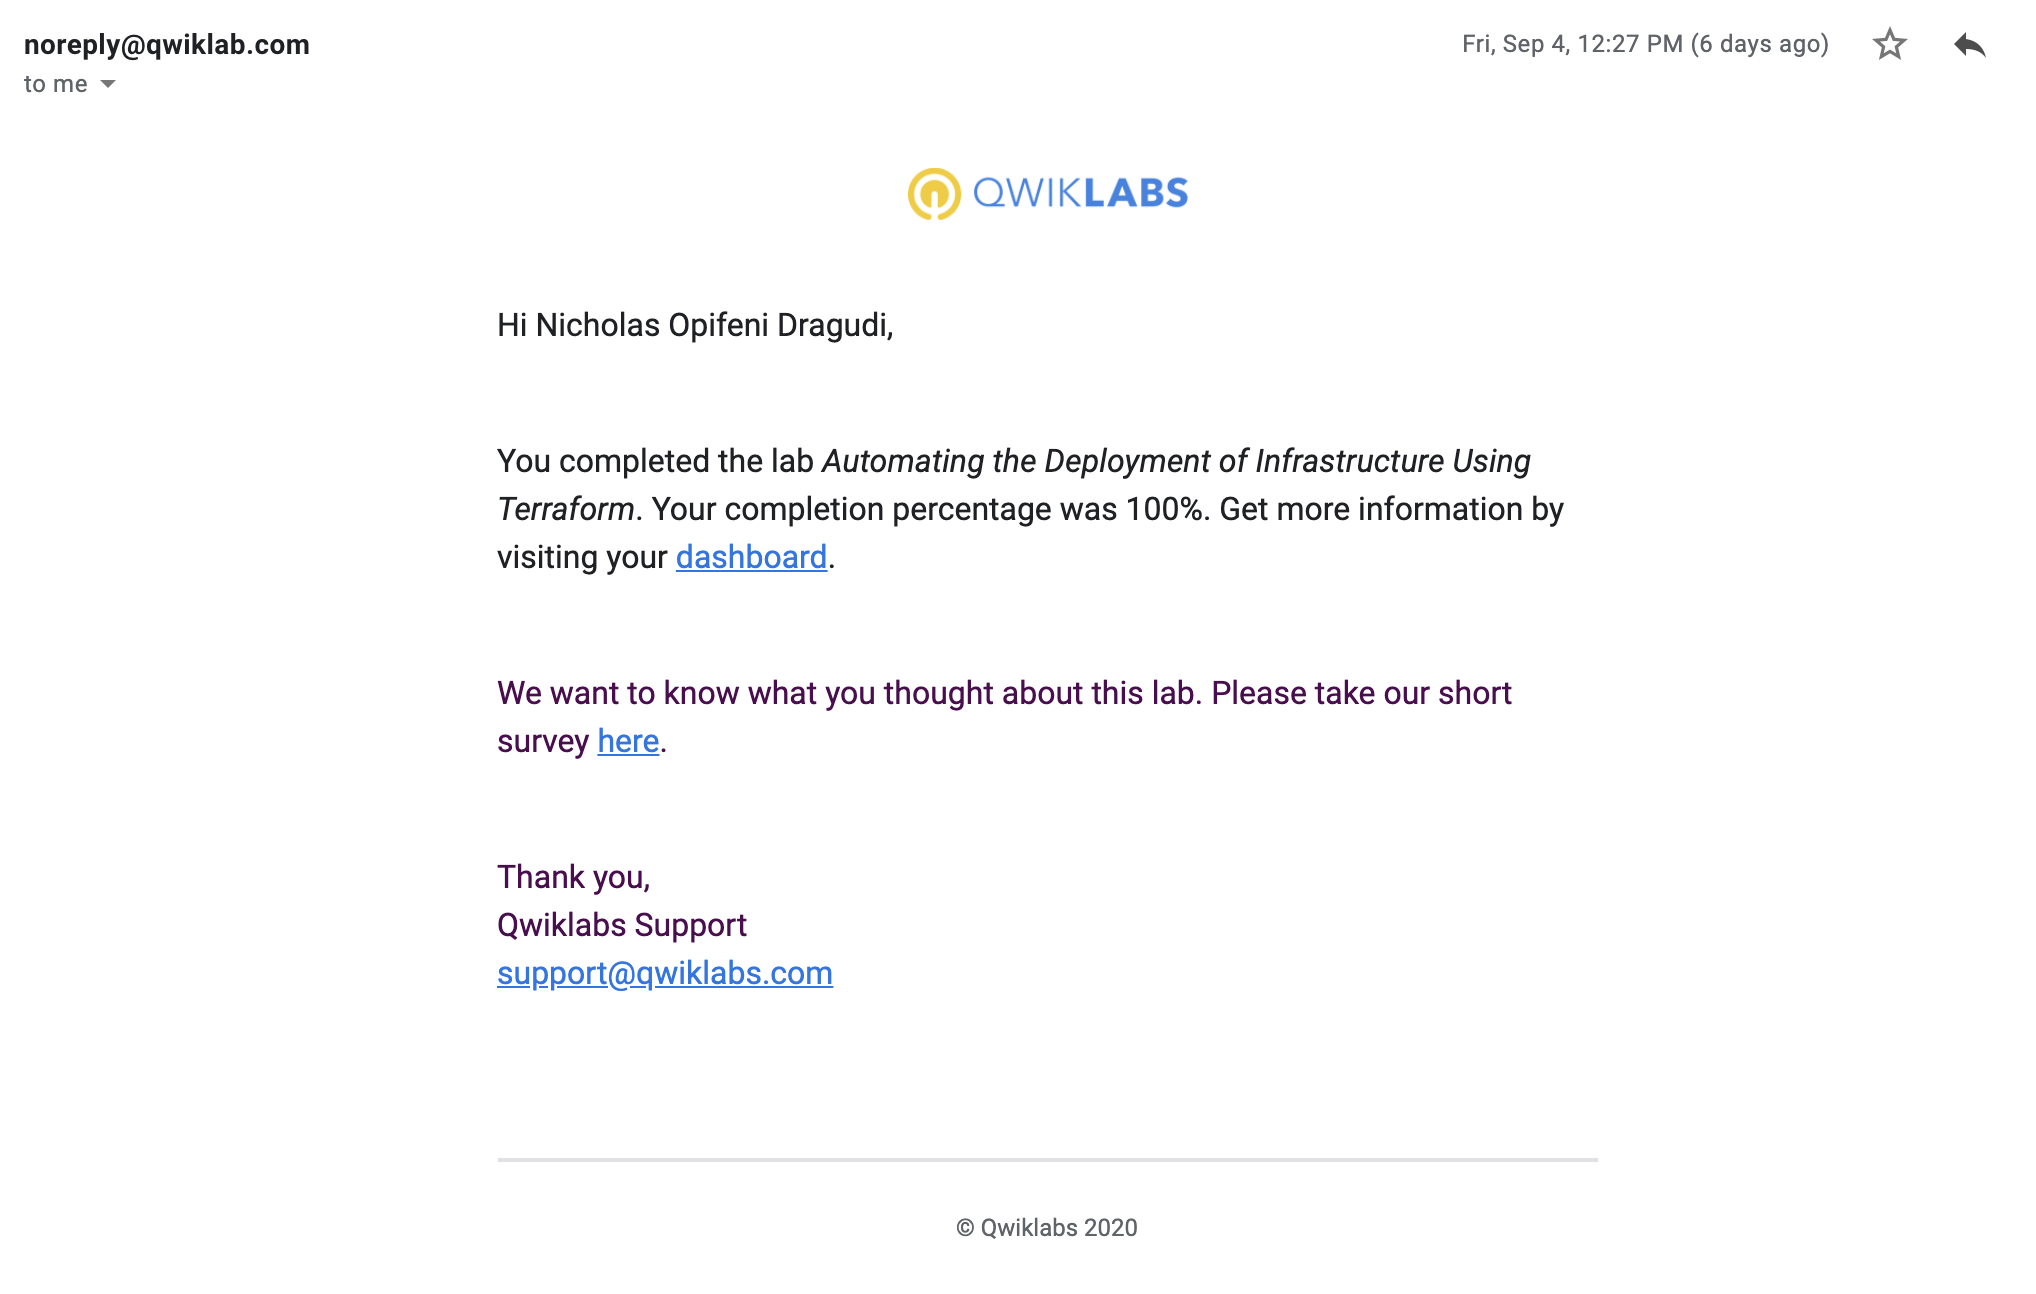 noreply@qwiklab.com
Fri, Sep 4, 12:27 PM (6 days ago)
to me
QWIKLABS
Hi Nicholas Opifeni Dragudi,
You completed the lab Automating the Deployment of Infrastructure Using
Terraform. Your completion percentage was 100%. Get more information by
visiting your dashboard.
We want to know what you thought about this lab. Please take our short
survey here.
Thank you,
Qwiklabs Support
support@qwiklabs.com
© Qwiklabs 2020